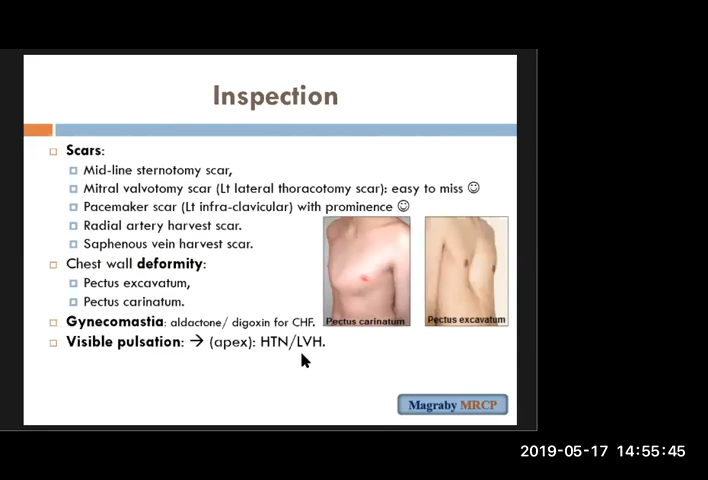 Inspection
Scars:
Mid-line sternotomy scar,
Mitral valvotomy scar (Lt lateral thoracotomy scar): easy to miss ☺
Pacemaker scar (Lt infra-clavicular) with prominence ☺
Radial artery harvest scar.
Saphenous vein harvest scar.
Chest wall deformity:
Pectus excavatum,
Pectus carinatum.
Pectus carinatum
Pectus excavatum
Gynecomastia: aldactone/ digoxin for CHF.
Visible pulsation: → (apex): HTN/LVH.
Magraby MRCP
2019-05-17 14:55:45